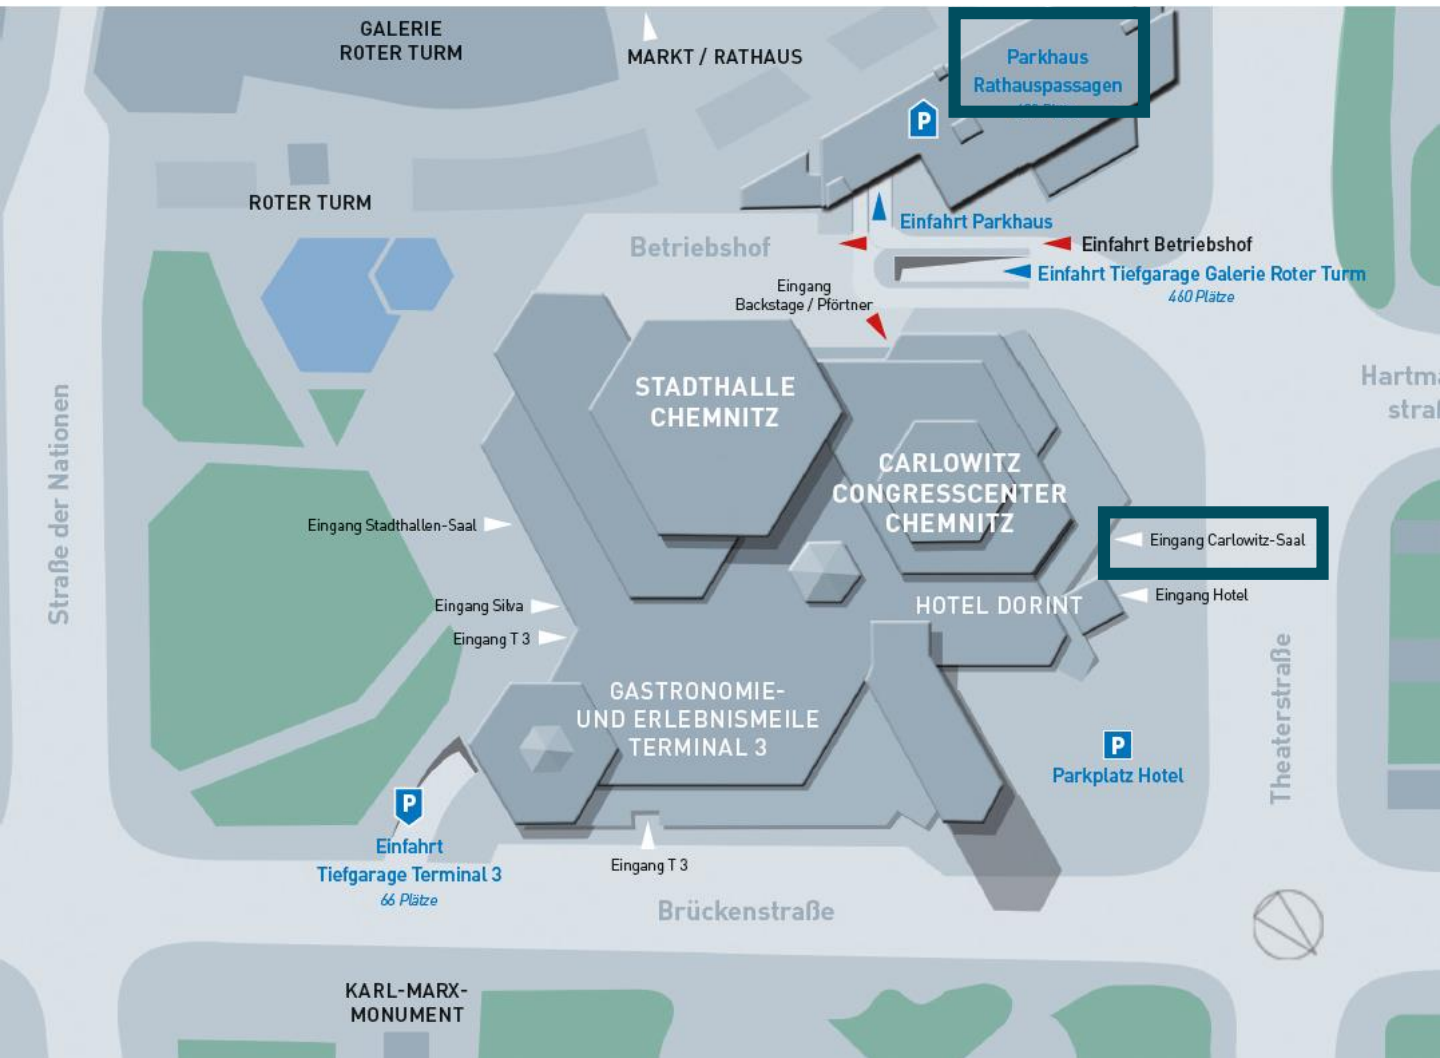 GALERIE
ROTER TURM
MARKT / RATHAUS
Parkhaus
Rathauspassagen
P
ROTER TURM
Einfahrt Parkhaus
Betriebshof
Einfahrt Betriebshof
Einfahrt Tiefgarage Galerie Roter Turm
460 Plätze
Eingang
Backstage / Pförtner
STADTHALLE
CHEMNITZ
Straße der Nationen
CARLOWITZ
CONGRESSCENTER
CHEMNITZ
Eingang Stadthallen-Saal
Eingang Carlowitz-Saal
Eingang Hotel
Eingang Silva
HOTEL DORINT
Eingang T 3
GASTRONOMIE-
UND ERLEBNISMEILE
TERMINAL 3
Theaterstraße
P
Parkplatz Hotel
P
Einfahrt
Tiefgarage Terminal 3
66 Plätze
Eingang T 3
Brückenstraße
KARL-MARX-
MONUMENT